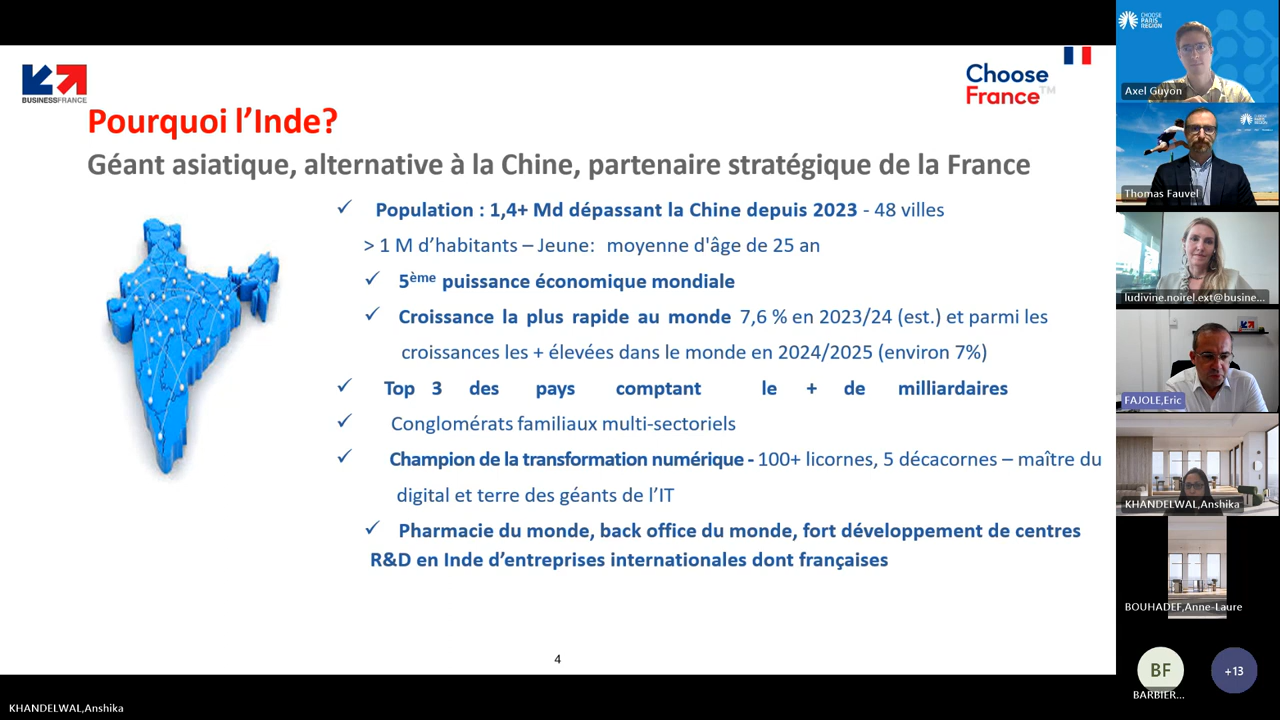 BUSINESSFRANCE
Choose
France™
Pourquoi l’Inde?
Géant asiatique, alternative à la Chine, partenaire stratégique de la France
✓ Population : 1,4+ Md dépassant la Chine depuis 2023 - 48 villes
> 1 M d’habitants – Jeune: moyenne d'âge de 25 an
✓ 5ème puissance économique mondiale
✓ Croissance la plus rapide au monde 7,6 % en 2023/24 (est.) et parmi les
croissances les + élevées dans le monde en 2024/2025 (environ 7%)
✓ Top 3 des pays comptant le + de milliardaires
✓ Conglomérats familiaux multi-sectoriels
✓ Champion de la transformation numérique - 100+ licornes, 5 décacornes – maître du
digital et terre des géants de l’IT
✓ Pharmacie du monde, back office du monde, fort développement de centres
R&D en Inde d’entreprises internationales dont françaises
4
KHANDELWAL,Anshika
CHOOSE
PARIS
REGION
Axel Guyon
Thomas Fauvel
ludivine.noirel.ext@busine...
FAJOLE,Eric
KHANDELWAL,Anshika
BOUHADEF,Anne-Laure
BF
BARBIER...
+13